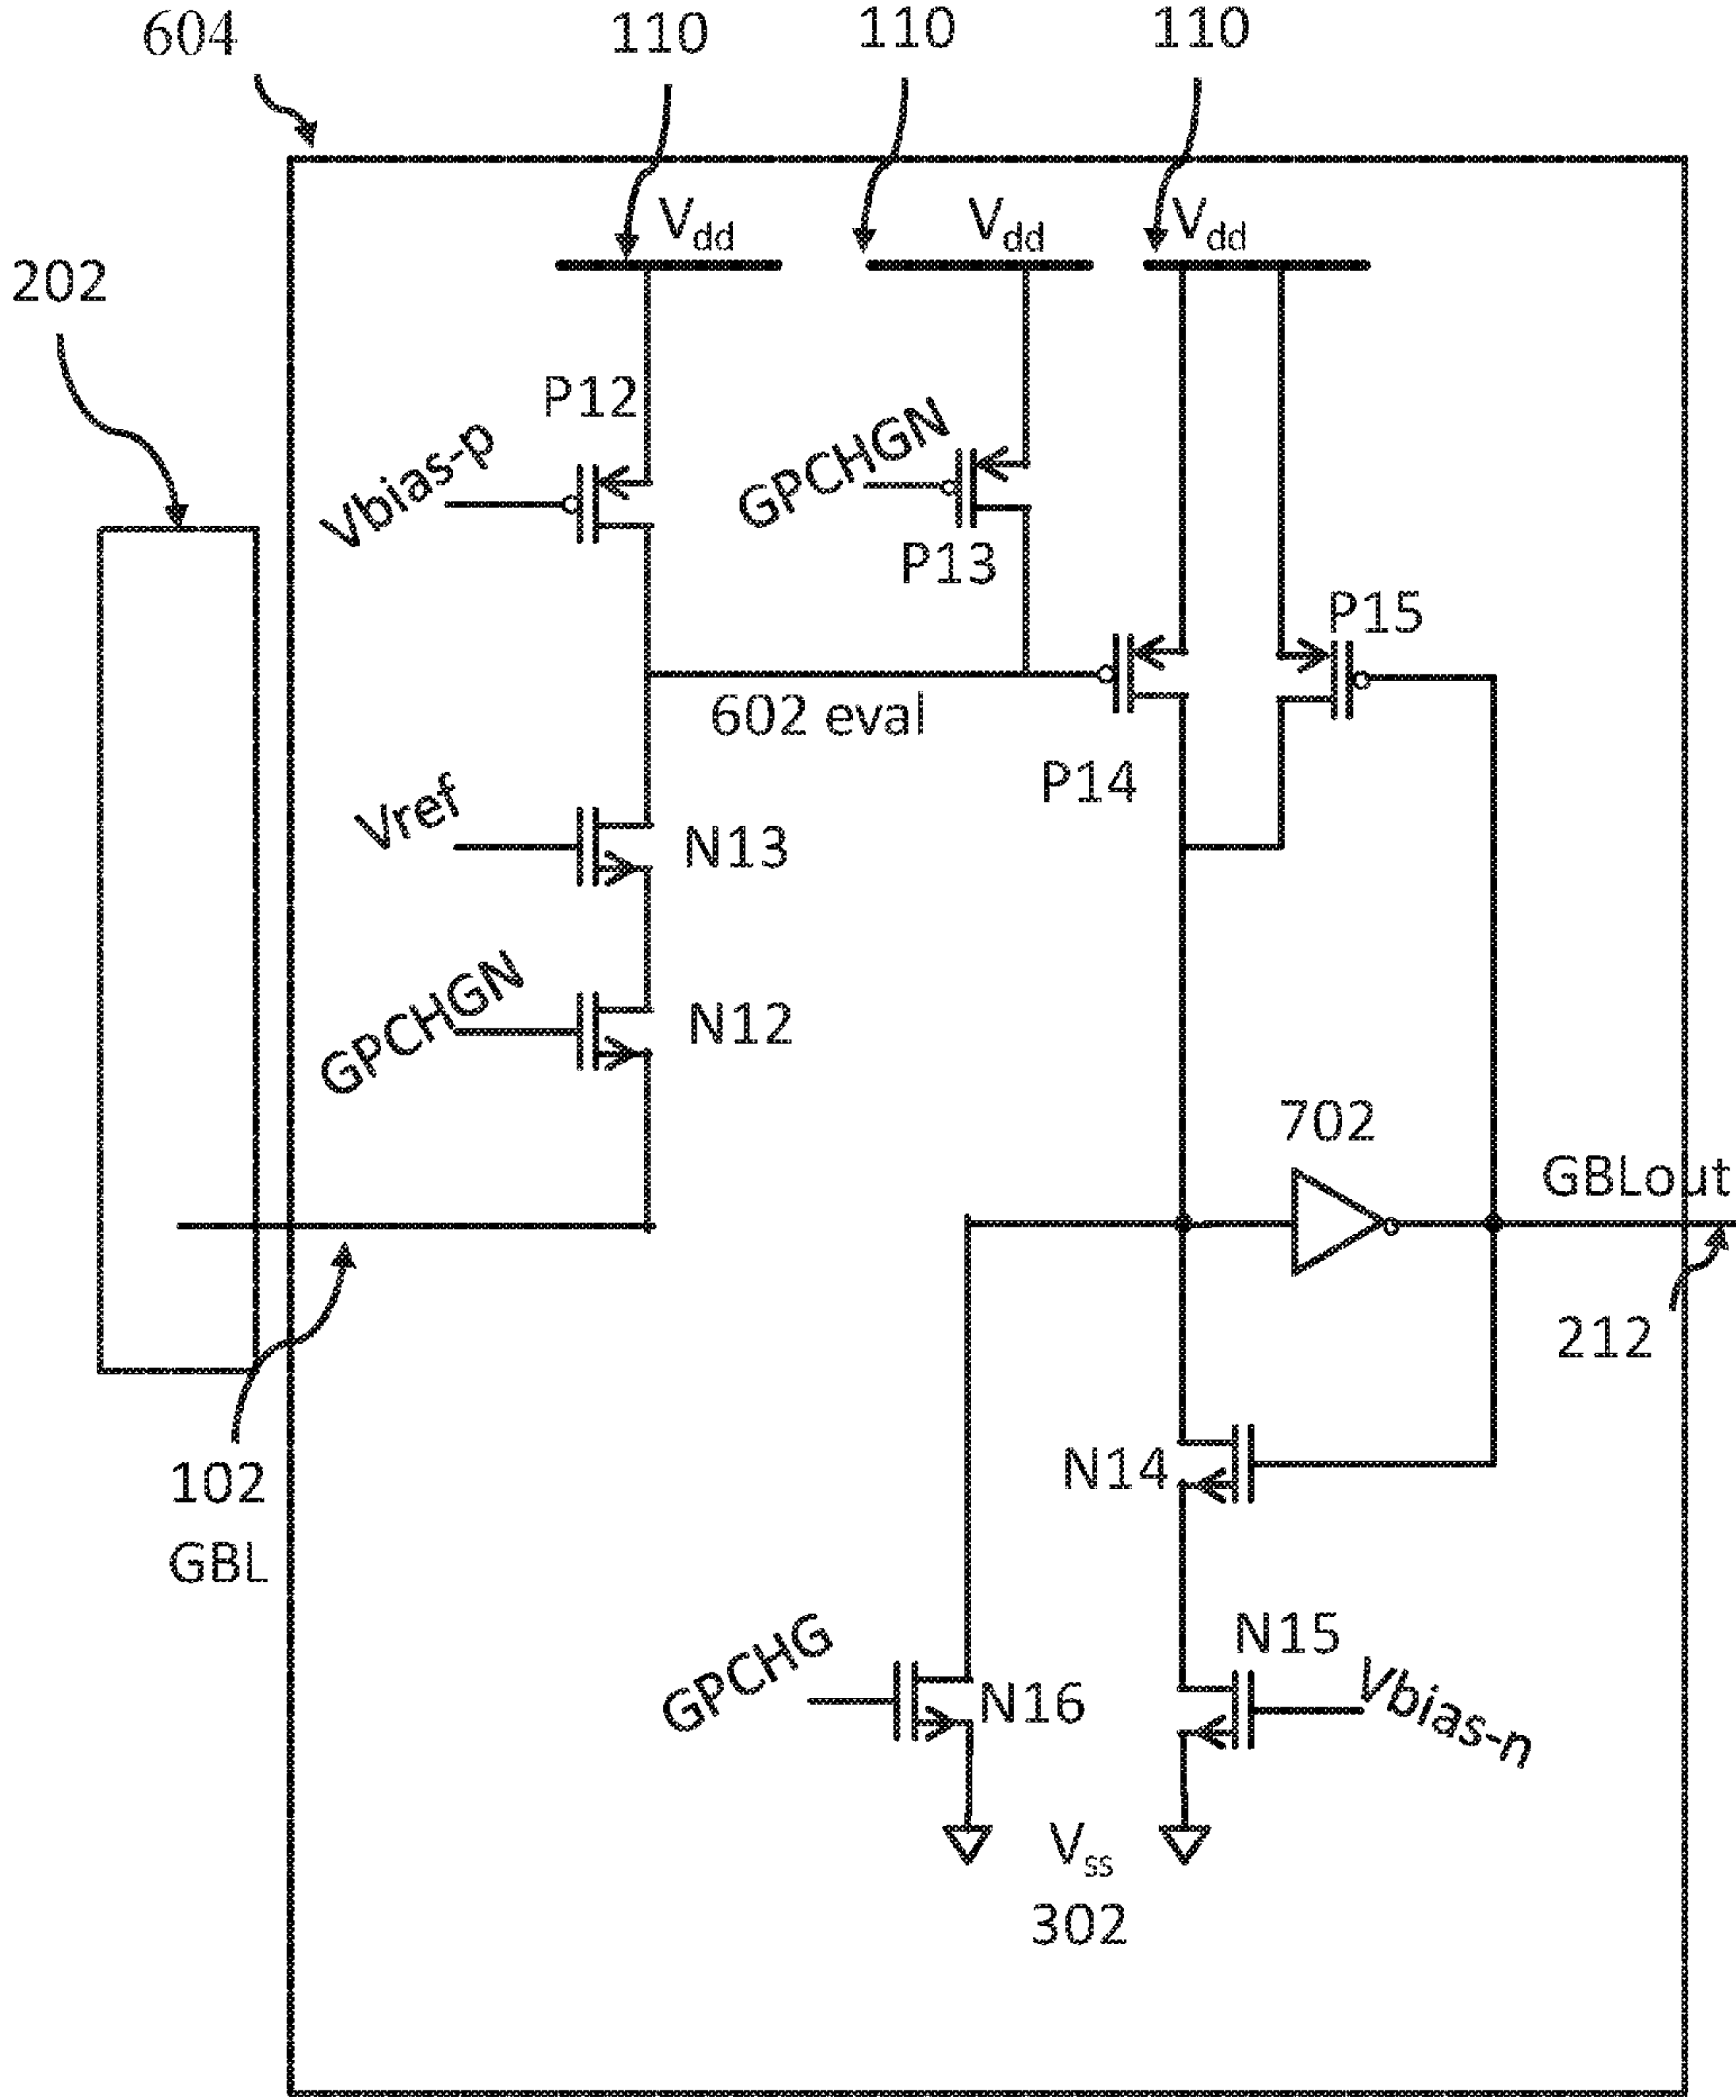 604
110
110
110
Vdd
Vdd
Vdd
202
P12
Vbias-p
GPCHGN
P13
P15
602 eval
P14
Vref
N13
GPCHGN
N12
702
GBLout
212
102
GBL
N14
GPCHG
N16
N15
Vbias-n
Vss
302